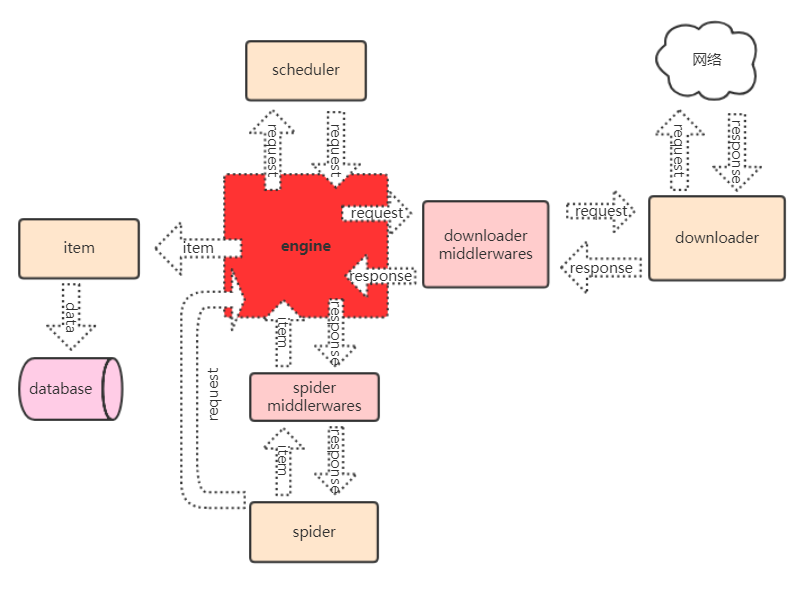 scheduler
网络
request
request
request
response
request
engine
downloader
middlerwares
request
downloader
item
item
response
response
data
item
response
database
request
spider
middlerwares
item
response
spider